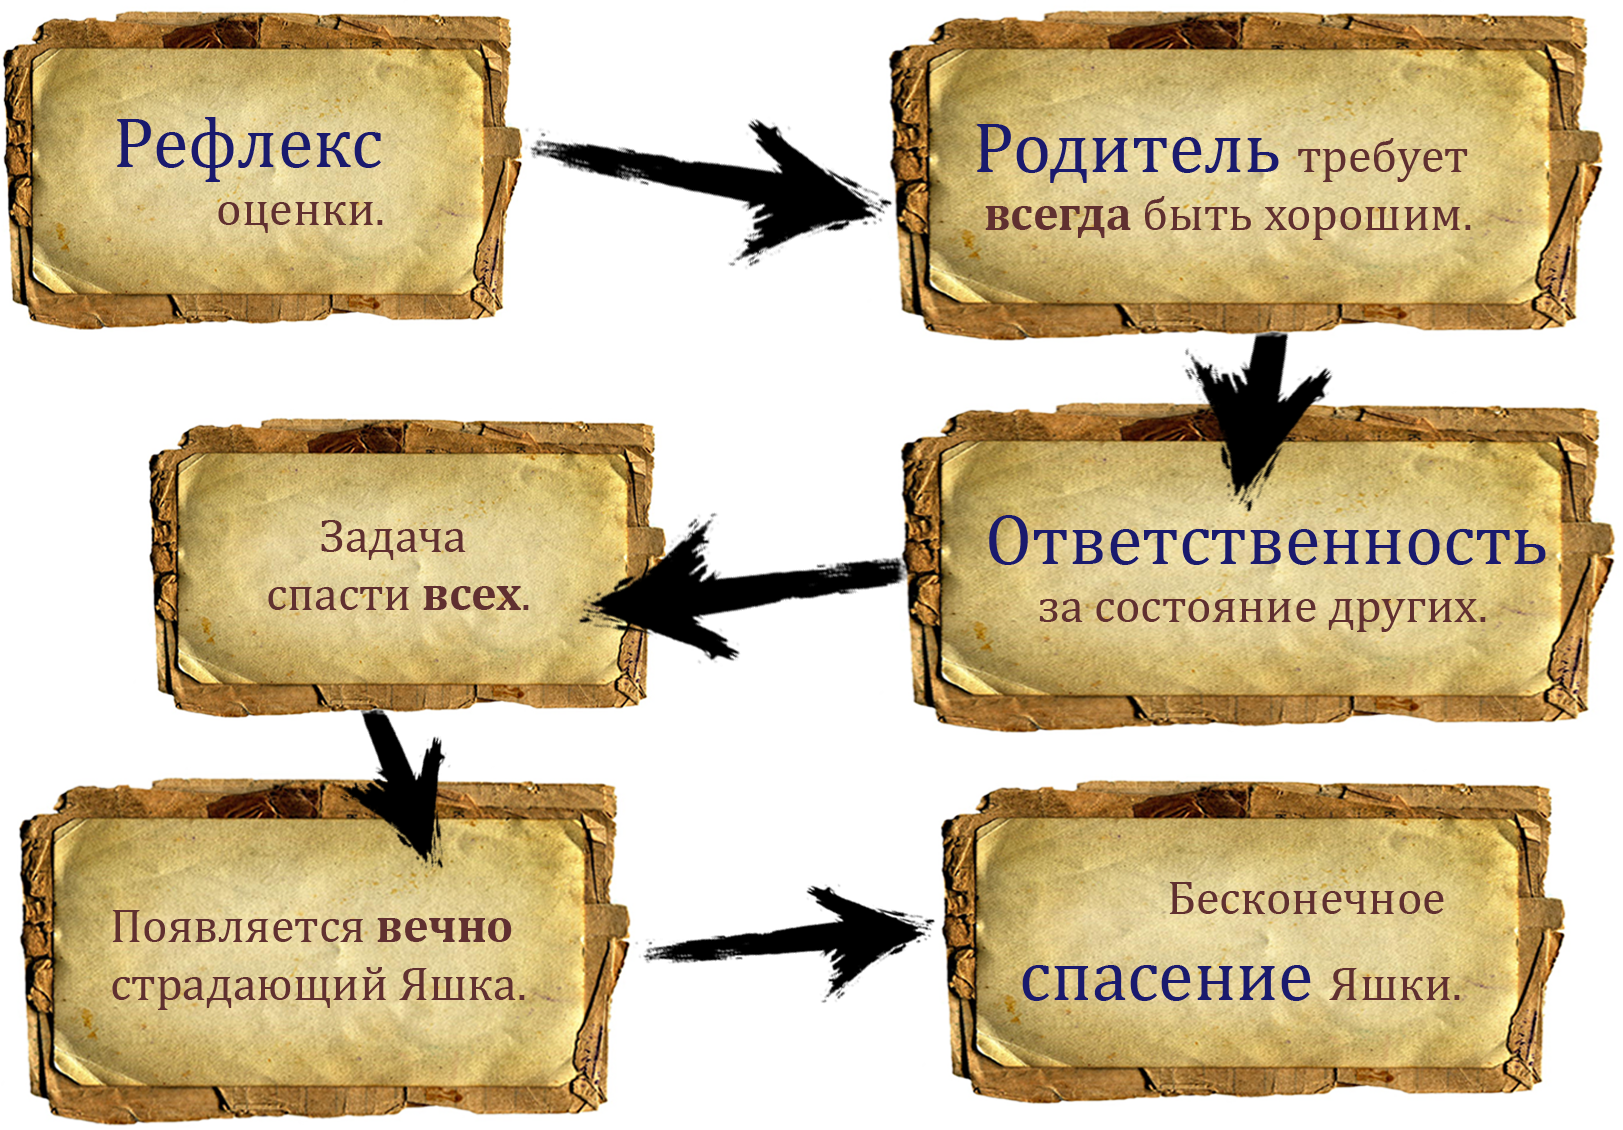 Рефлекс
оценки.
Родитель требует
всегда быть хорошим.
Ответственность
за состояние других.
Задача
спасти всех.
Появляется вечно
страдающий Яшка.
Бесконечное
спасение Яшки.